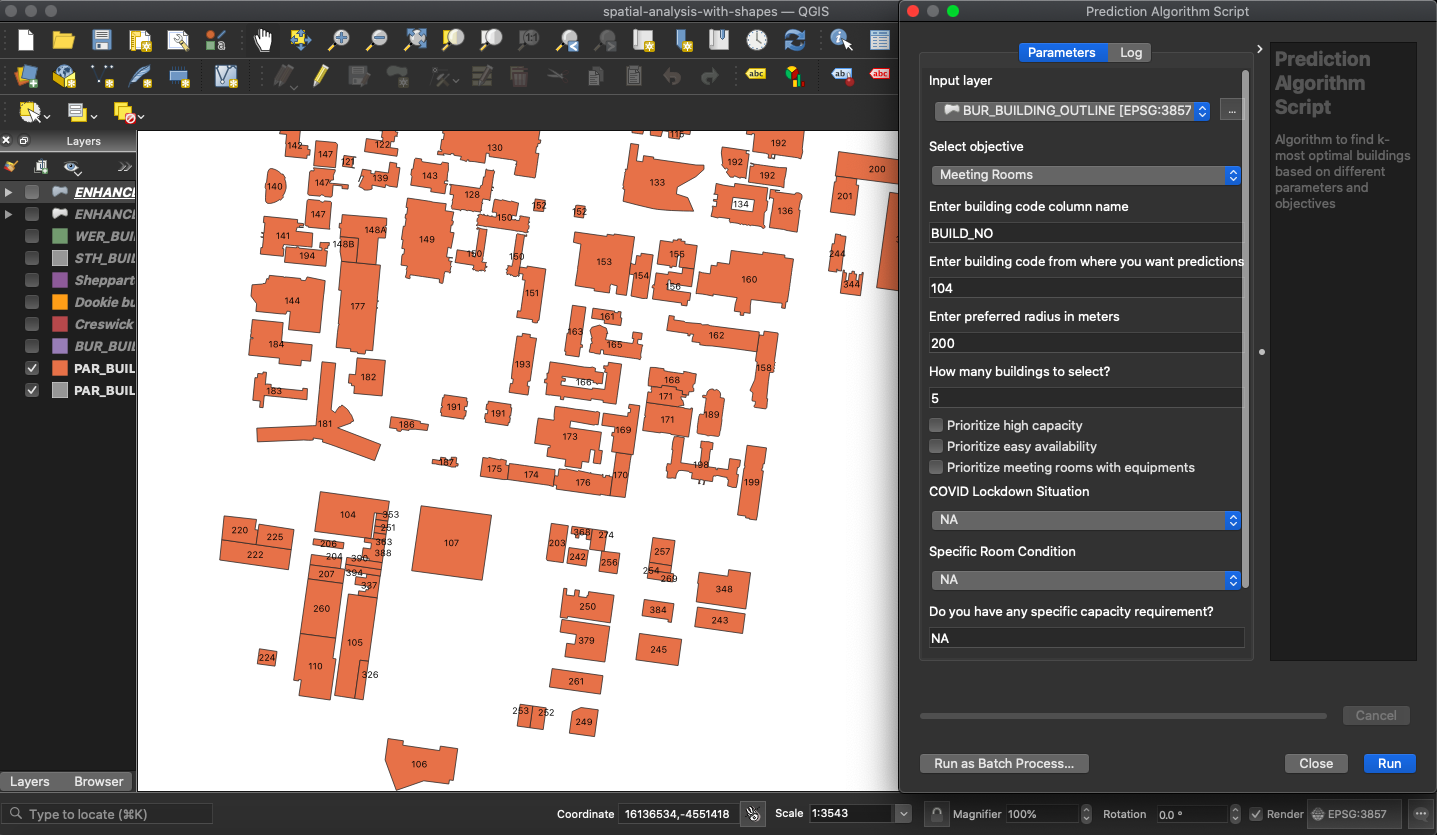 spatial-analysis-with-shapes — QGIS
Prediction Algorithm Script
abc
abc
abc
Layers
ENHANCE
ENHANCE
WER_BUI
STH_BUIL
Sheppart
Dookie bu
Creswick
BUR_BUIL
PAR_BUIL
PAR_BUIL
Layers Browser
142
147
121
122
130
116
192
140
147
139
143
128
133
192
192
200
201
134
136
147
148A
141
148B
194
149
150
152
152
150
150
153
154
156
156
160
244
344
144
177
151
163
161
165
162
158
184
193
166
168
182
183
171
171
189
181
186
191
191
173
169
187
175
174
176
170
198
199
104
353
251
220
225
222
206
383
388
204
390
207
394
337
107
203
368
274
242
256
257
254
269
260
348
250
384
243
105
379
245
224
110
326
261
253
252
249
106
Parameters Log
Input layer
BUR_BUILDING_OUTLINE [EPSG:3857
...
Select objective
Meeting Rooms
Enter building code column name
BUILD_NO
Enter building code from where you want predictions
104
Enter preferred radius in meters
200
How many buildings to select?
5
Prioritize high capacity
Prioritize easy availability
Prioritize meeting rooms with equipments
COVID Lockdown Situation
NA
Specific Room Condition
NA
Do you have any specific capacity requirement?
NA
Prediction
Algorithm
Script
Algorithm to find k-
most optimal buildings
based on different
parameters and
objectives
Cancel
Run as Batch Process... Close Run
Type to locate (⌘K)
Coordinate 16136534,-4551418 Scale 1:3543 Magnifier 100% Rotation 0.0 ° Render EPSG:3857